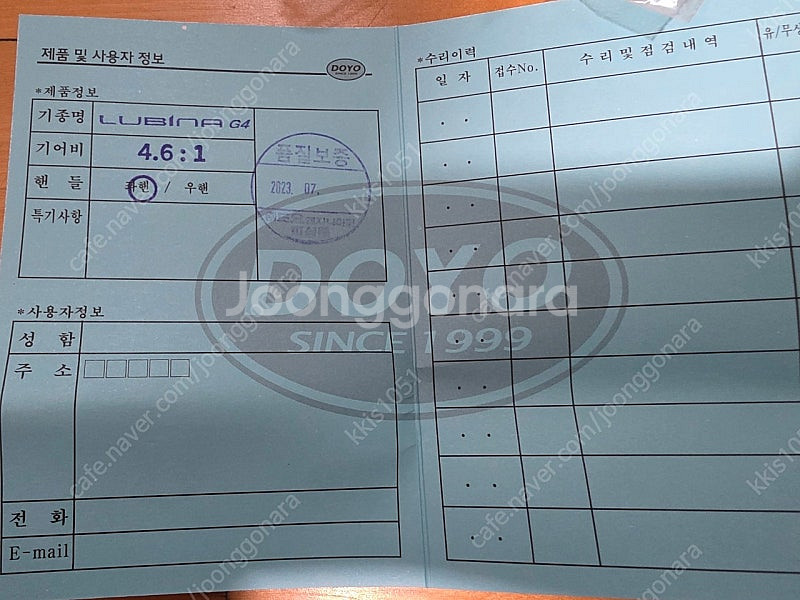 제품 및 사용자 정보
DOYO
SINCE 1999
*제품정보
기종명 LUBINA G4
기어비 4.6:1
핸 들 좌핸 / 우핸
특기사항
품질보증
2023. 07.
DOYO
SINCE 1999
*사용자정보
성 함
주 소
전 화
E-mail
*수리이력
일 자 접수No. 수 리 및 점 검 내 역 유/무상
Joonggonara
cafe.naver.com/joonggonara
kkis1051